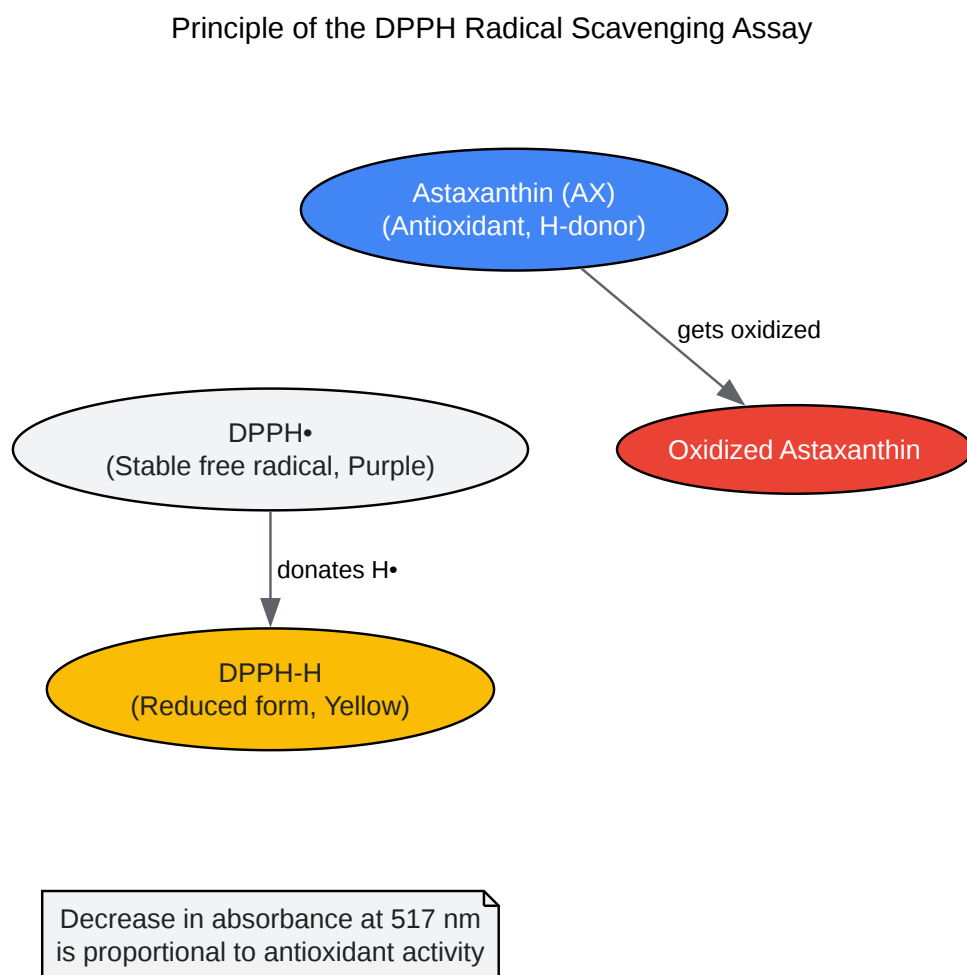 Principle of the DPPH Radical Scavenging Assay
Astaxanthin (AX)
(Antioxidant, H-donor)
gets oxidized
DPPH•
(Stable free radical, Purple)
Oxidized Astaxanthin
donates H•
DPPH-H
(Reduced form, Yellow)
Decrease in absorbance at 517 nm
is proportional to antioxidant activity